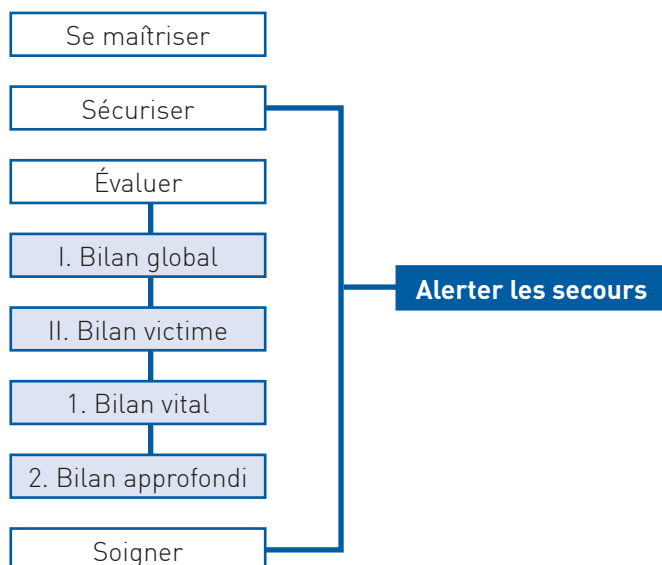 Se maîtriser
Sécuriser
Évaluer
I. Bilan global
Alerter les secours
II. Bilan victime
1. Bilan vital
2. Bilan approfondi
Soigner